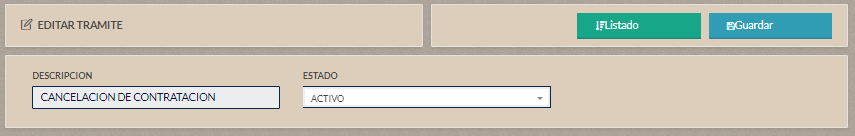 EDITAR TRAMITE
Listado
Guardar
DESCRIPCION
ESTADO
CANCELACION DE CONTRATACION
ACTIVO